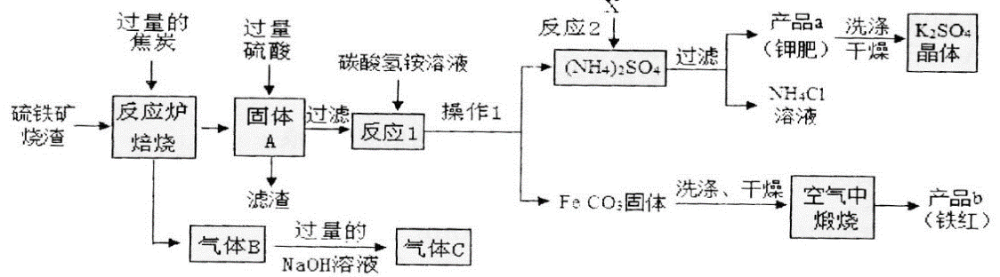 过量的
焦炭
硫铁矿
烧渣
反应炉
焙烧
过量
硫酸
固体
A
过滤
滤渣
碳酸氢铵溶液
反应1
操作1
反应2
X
(NH4)2SO4
过滤
产品a
（钾肥）
洗涤
干燥
K₂SO₄
晶体
NH₄Cl
溶液
Fe CO₃固体
洗涤、干燥
空气中
煅烧
产品b
（铁红）
气体B
过量的
NaOH溶液
气体C